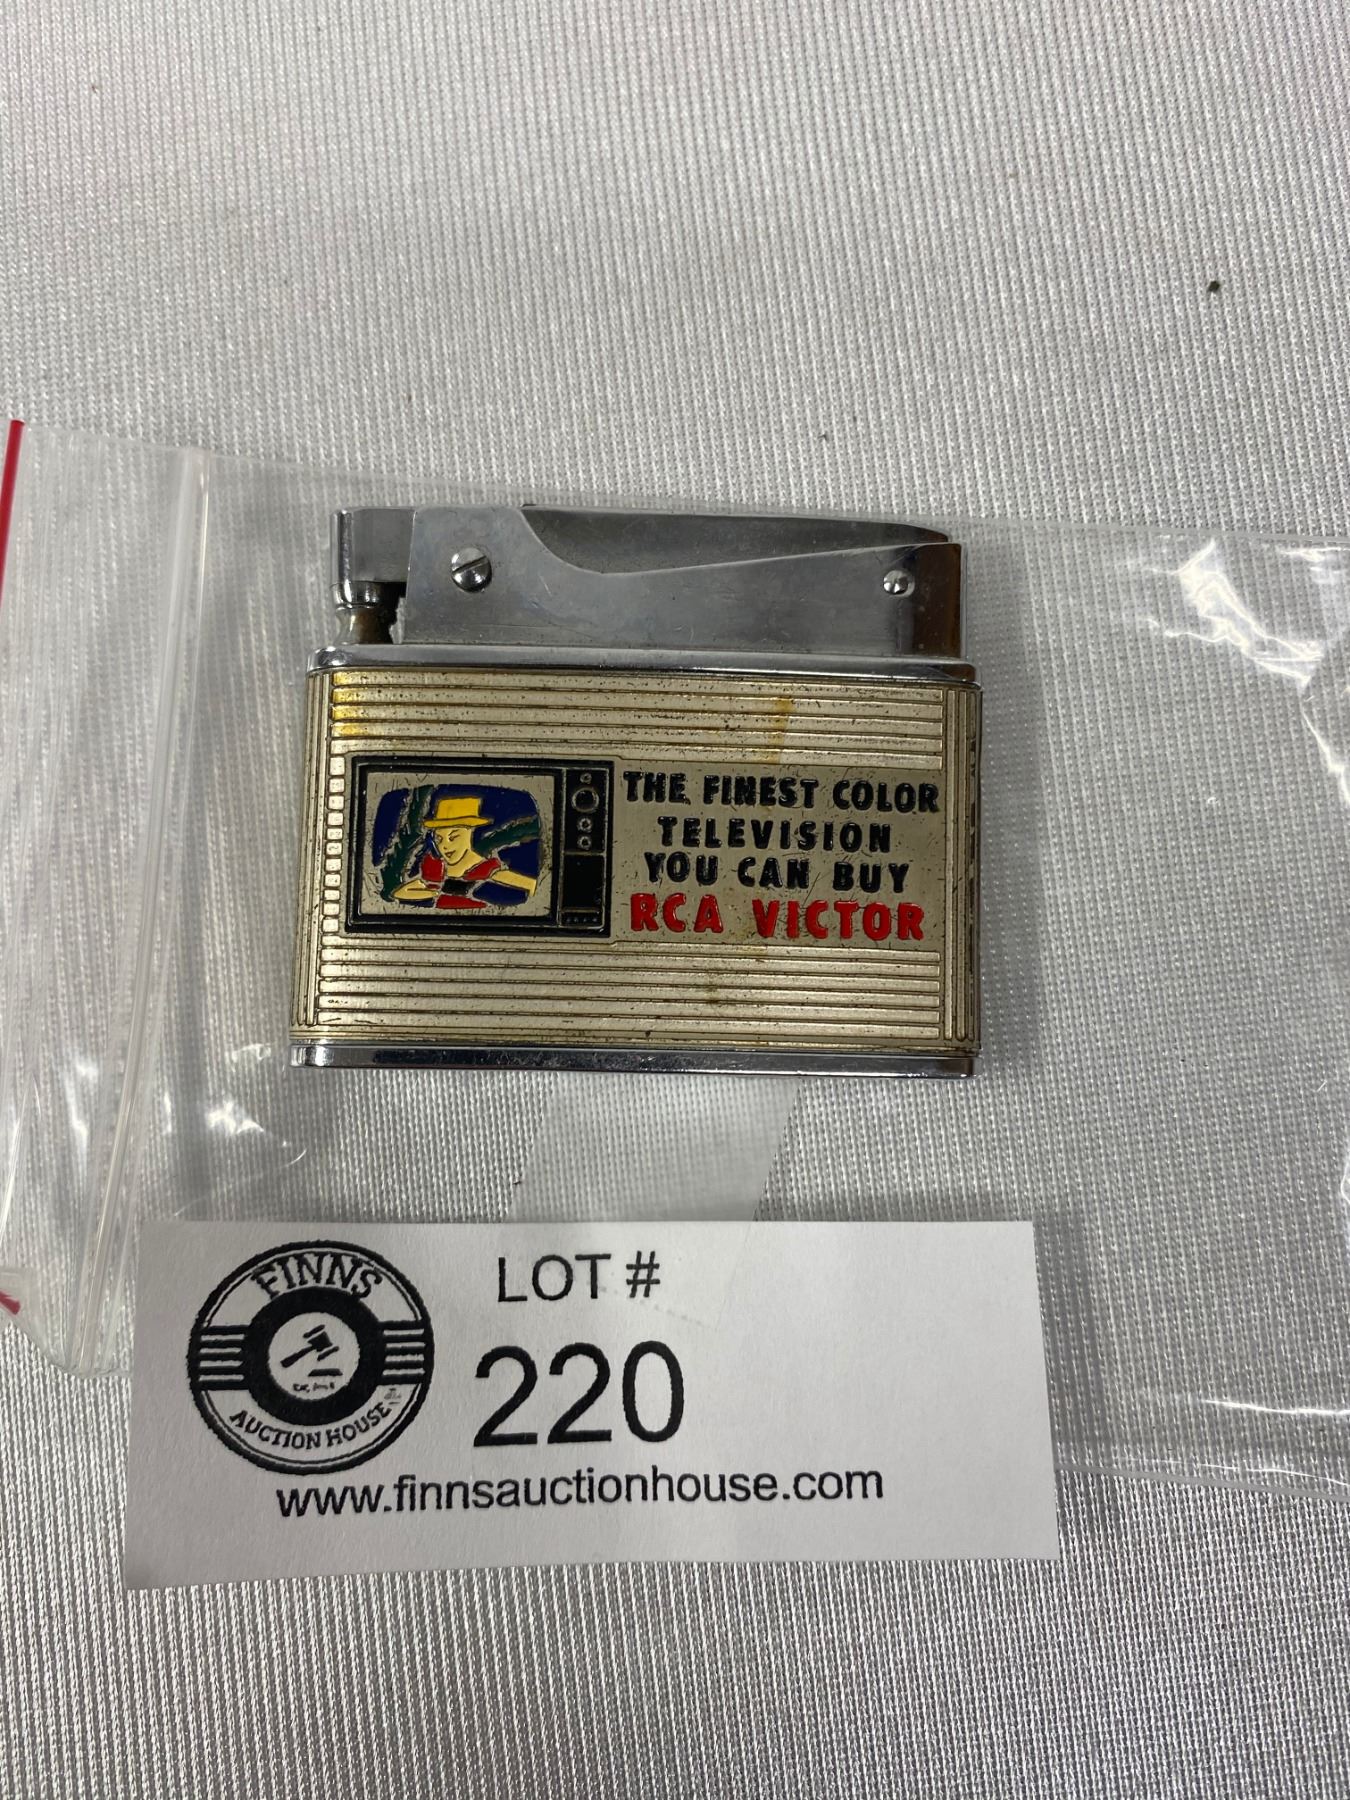 THE FINEST COLOR
TELEVISION
YOU CAN BUY
RCA VICTOR
FINNS
AUCTION HOUSE
LOT #
220
www.finnsauctionhouse.com